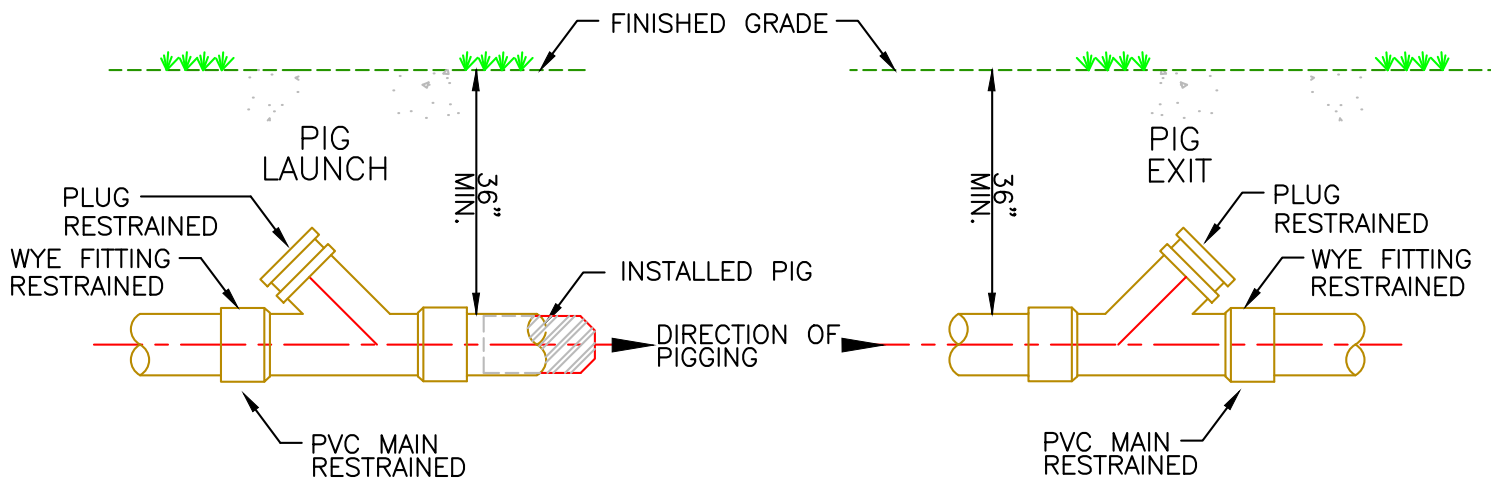 FINISHED GRADE
PIG
LAUNCH
PLUG
RESTRAINED
WYE FITTING
RESTRAINED
36"
MIN.
INSTALLED PIG
DIRECTION OF
PIGGING
PVC MAIN
RESTRAINED
36"
MIN.
PIG
EXIT
PLUG
RESTRAINED
WYE FITTING
RESTRAINED
PVC MAIN
RESTRAINED